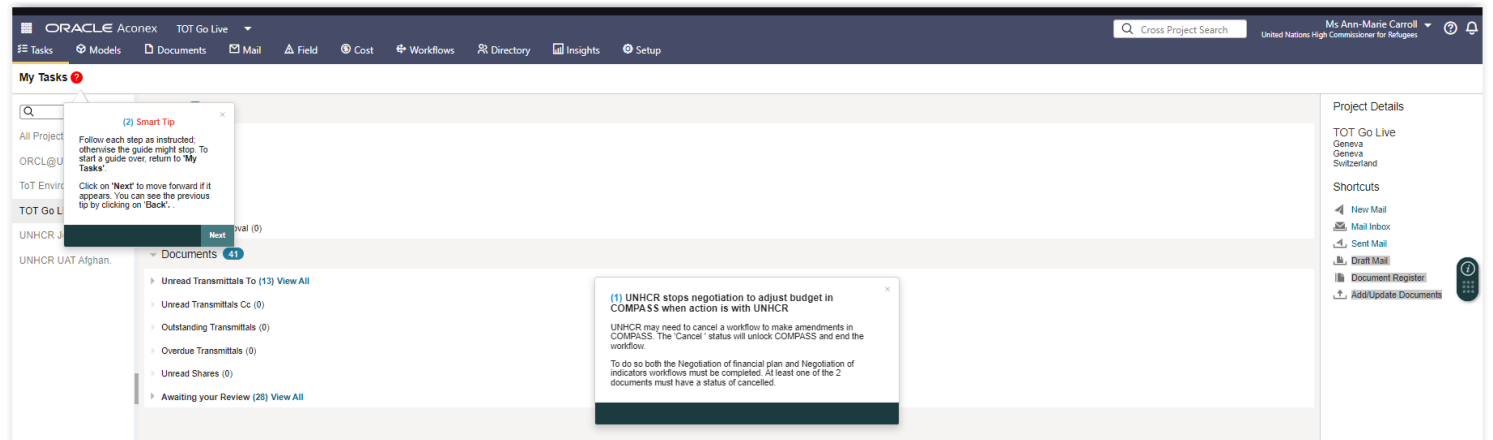 ORACLE Aconex TOT Go Live
Cross Project Search
Ms Ann-Marie Carroll
United Nations High Commissioner for Refugees
Tasks Models Documents Mail Field Cost Workflows Directory Insights Setup
My Tasks ?
All Project
ORCL@U
ToT Enviro
TOT Go L
UNHCR J
UNHCR UAT Afghan.
(2) Smart Tip
Follow each step as instructed;
otherwise the guide might stop. To
start a guide over, return to 'My
Tasks'.
Click on 'Next' to move forward if it
appears. You can see the previous
tip by clicking on 'Back'. .
Next
oval (0)
Documents 41
Unread Transmittals To (13) View All
Unread Transmittals Cc (0)
Outstanding Transmittals (0)
Overdue Transmittals (0)
Unread Shares (0)
Awaiting your Review (28) View All
(1) UNHCR stops negotiation to adjust budget in
COMPASS when action is with UNHCR
UNHCR may need to cancel a workflow to make amendments in
COMPASS. The 'Cancel ' status will unlock COMPASS and end the
workflow.
To do so both the Negotiation of financial plan and Negotiation of
indicators workflows must be completed. At least one of the 2
documents must have a status of cancelled.
Project Details
TOT Go Live
Geneva
Geneva
Switzerland
Shortcuts
New Mail
Mail Inbox
Sent Mail
Draft Mail
Document Register
Add/Update Documents